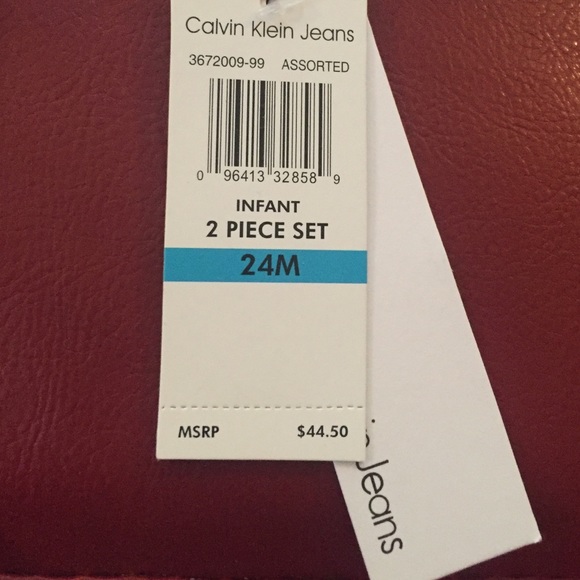 Calvin Klein Jeans
3672009-99 ASSORTED
0 96413 32858 9
INFANT
2 PIECE SET
24M
MSRP $44.50
Jeans